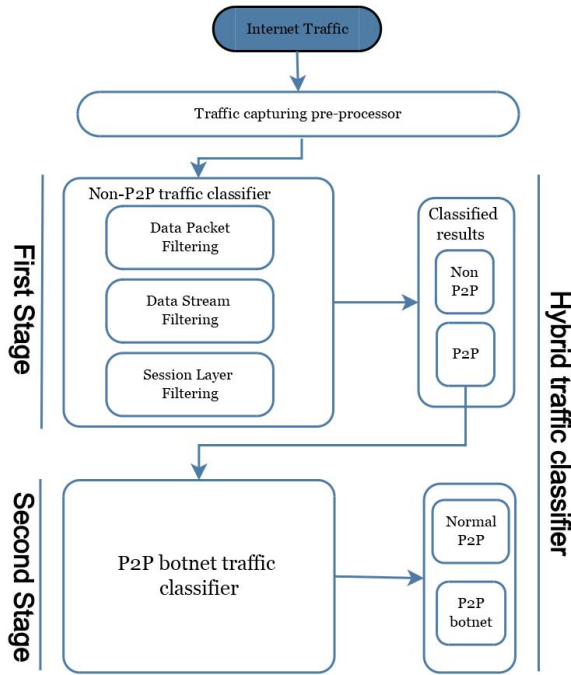 Internet Traffic
Traffic capturing pre-processor
First Stage
Non-P2P traffic classifier
Data Packet
Filtering
Data Stream
Filtering
Session Layer
Filtering
Classified
results
Non
P2P
P2P
Hybrid traffic classifier
Second Stage
P2P botnet traffic
classifier
Normal
P2P
P2P
botnet